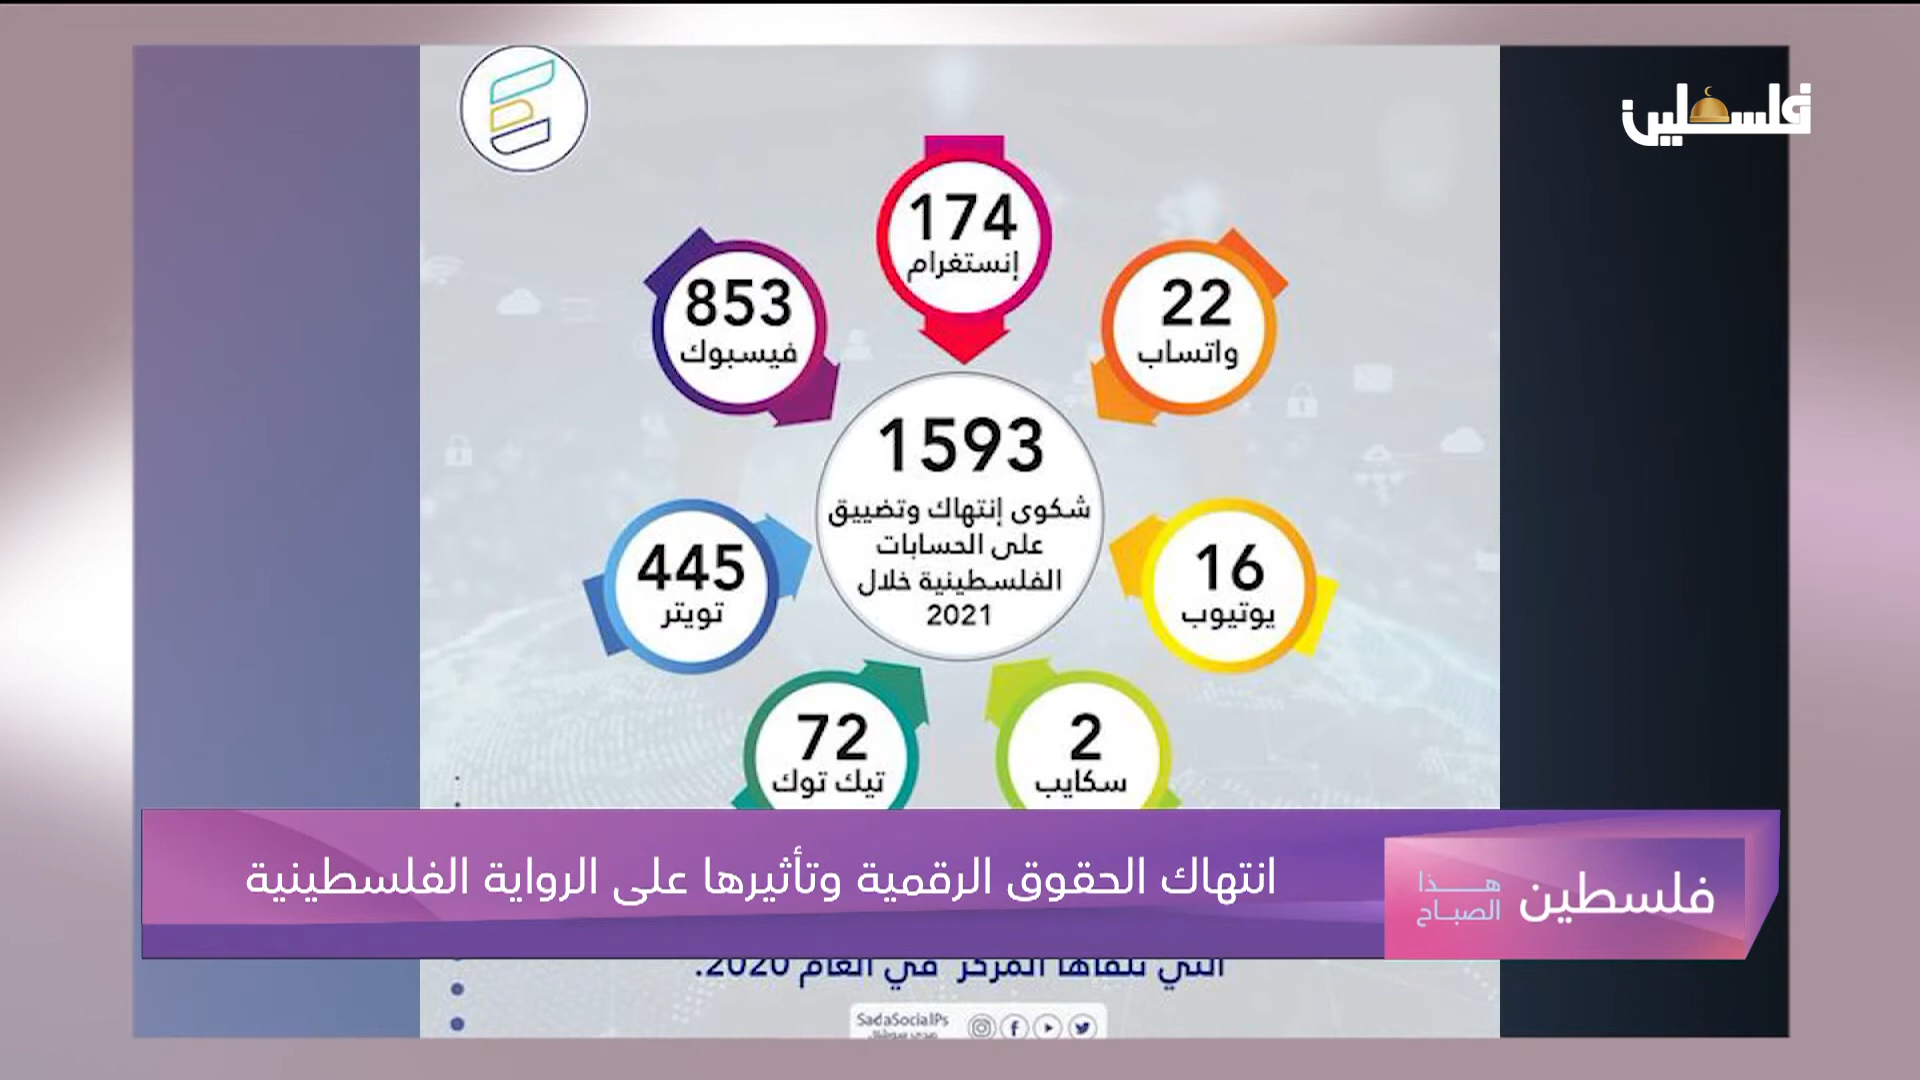 فلسطين
174
إنستغرام
22
واتساب
853
فيسبوك
1593
شكوى إنتهاك وتضييق
على الحسابات
الفلسطينية خلال
2021
16
يوتيوب
445
تويتر
2
سكايب
72
تيك توك
فلسطين
هـــذا
الصبـاح
انتهاك الحقوق الرقمية وتأثيرها على الرواية الفلسطينية
التي تلقاها المركز في العام 2020.
SadaSocialPs